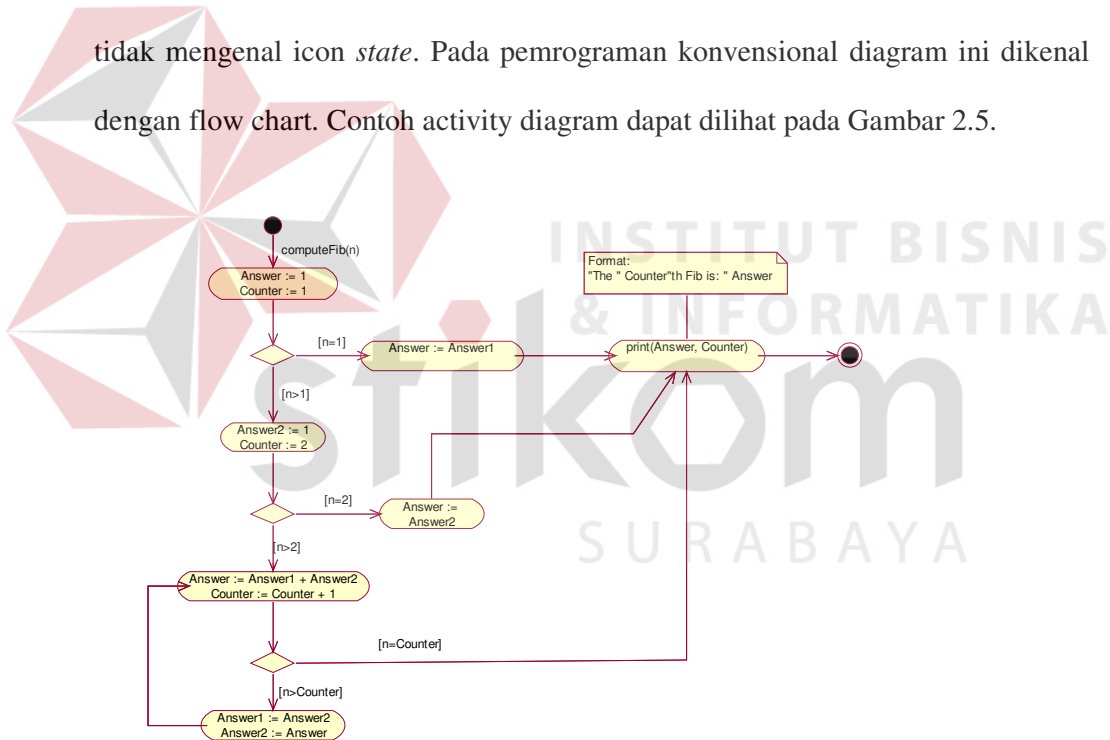 tidak mengenal icon state. Pada pemrograman konvensional diagram ini dikenal
dengan flow chart. Contoh activity diagram dapat dilihat pada Gambar 2.5.
INSTITUT BISNIS
& INFORMATIKA
stikom
SURABAYA
computeFib(n)
Answer := 1
Counter := 1
Format:
"The " Counter"th Fib is: " Answer
[n=1]
Answer := Answer1
print(Answer, Counter)
[n>1]
Answer2 := 1
Counter := 2
[n=2]
Answer :=
Answer2
[n>2]
Answer := Answer1 + Answer2
Counter := Counter + 1
[n=Counter]
[n>Counter]
Answer1 := Answer2
Answer2 := Answer